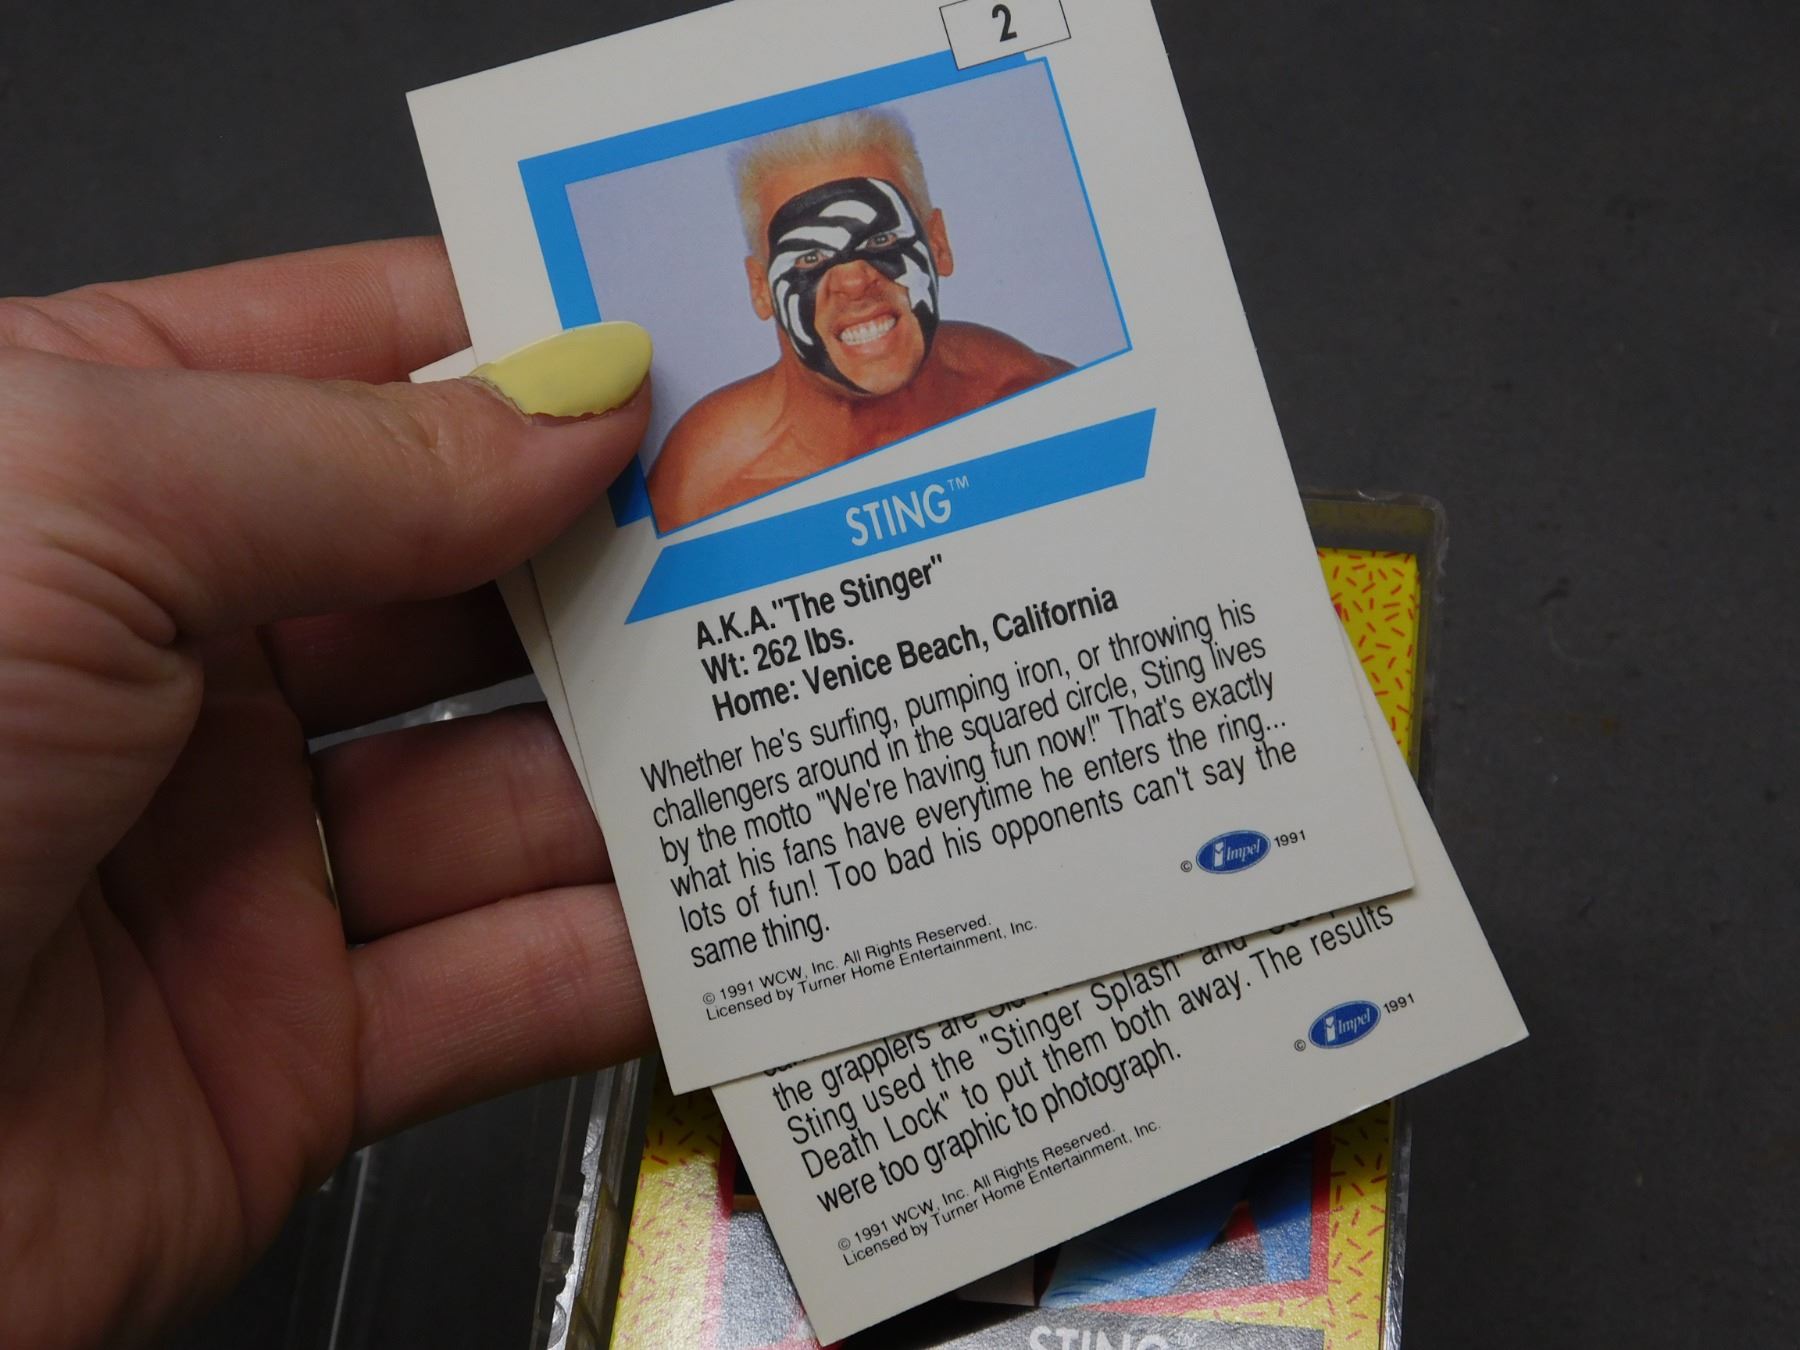 2
STING™
A.K.A."The Stinger"
Wt: 262 lbs.
Home: Venice Beach, California
Whether he's surfing, pumping iron, or throwing his
challengers around in the squared circle, Sting lives
by the motto "We're having fun now!" That's exactly
what his fans have everytime he enters the ring...
lots of fun! Too bad his opponents can't say the
same thing.
© Impel 1991
© 1991 WCW, Inc. All Rights Reserved.
Licensed by Turner Home Entertainment, Inc.
the grapplers are
Sting used the "Stinger Splash" and
Death Lock" to put them both away. The results
were too graphic to photograph.
© Impel 1991
© 1991 WCW, Inc. All Rights Reserved.
Licensed by Turner Home Entertainment, Inc.
STING™